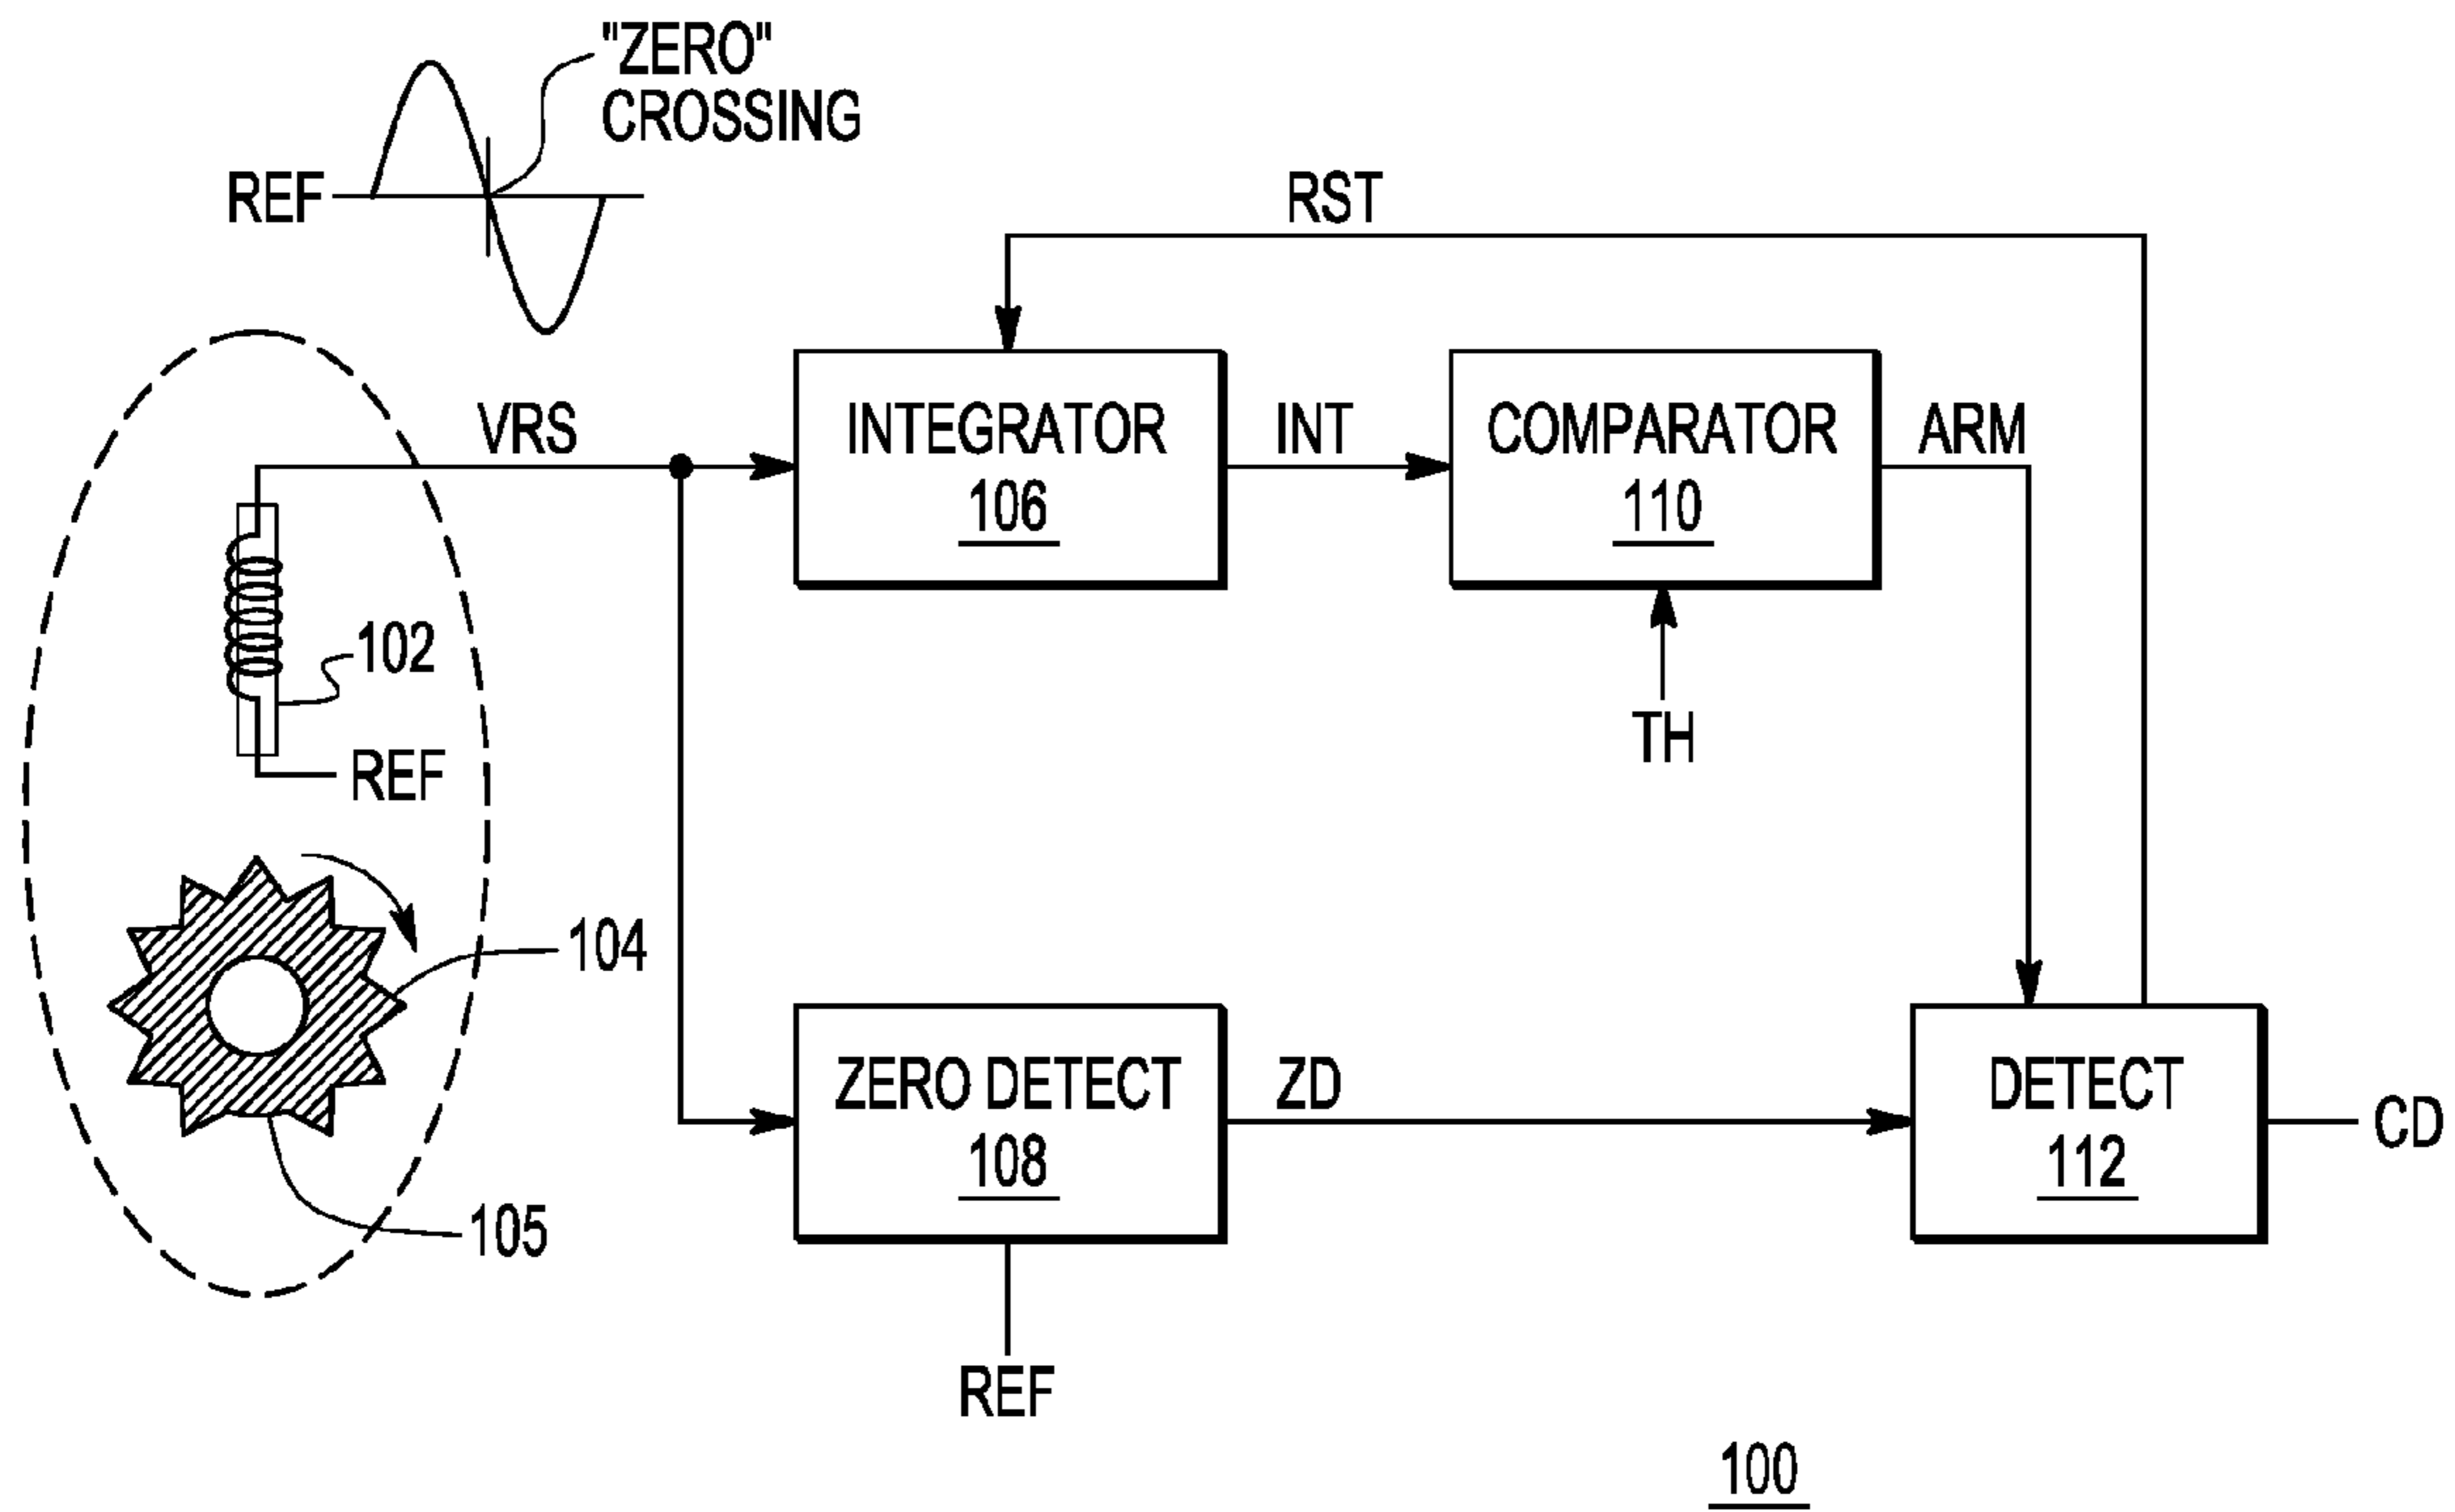 "ZERO"
CROSSING
REF
RST
VRS
INTEGRATOR
106
INT
COMPARATOR
110
ARM
TH
102
REF
104
105
ZERO DETECT
108
REF
ZD
DETECT
112
CD
100